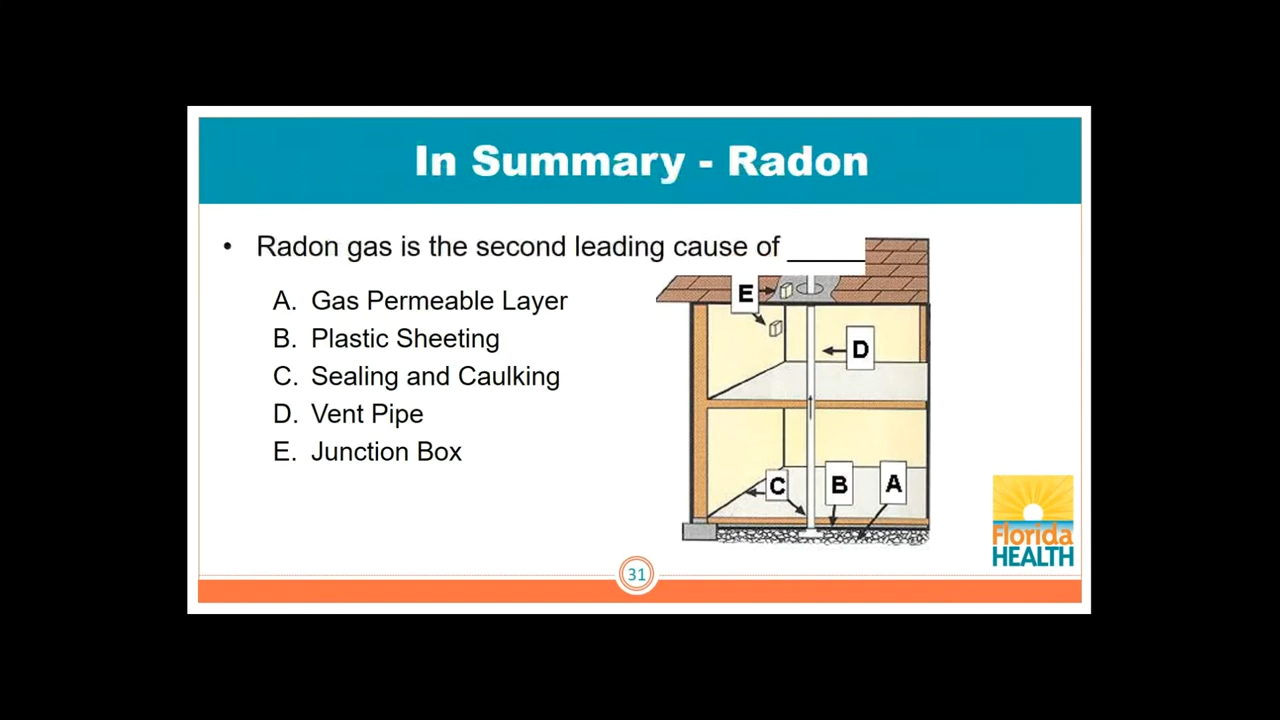 In Summary - Radon
• Radon gas is the second leading cause of ______
A. Gas Permeable Layer
B. Plastic Sheeting
C. Sealing and Caulking
D. Vent Pipe
E. Junction Box
E
D
C
B
A
Florida
HEALTH
31